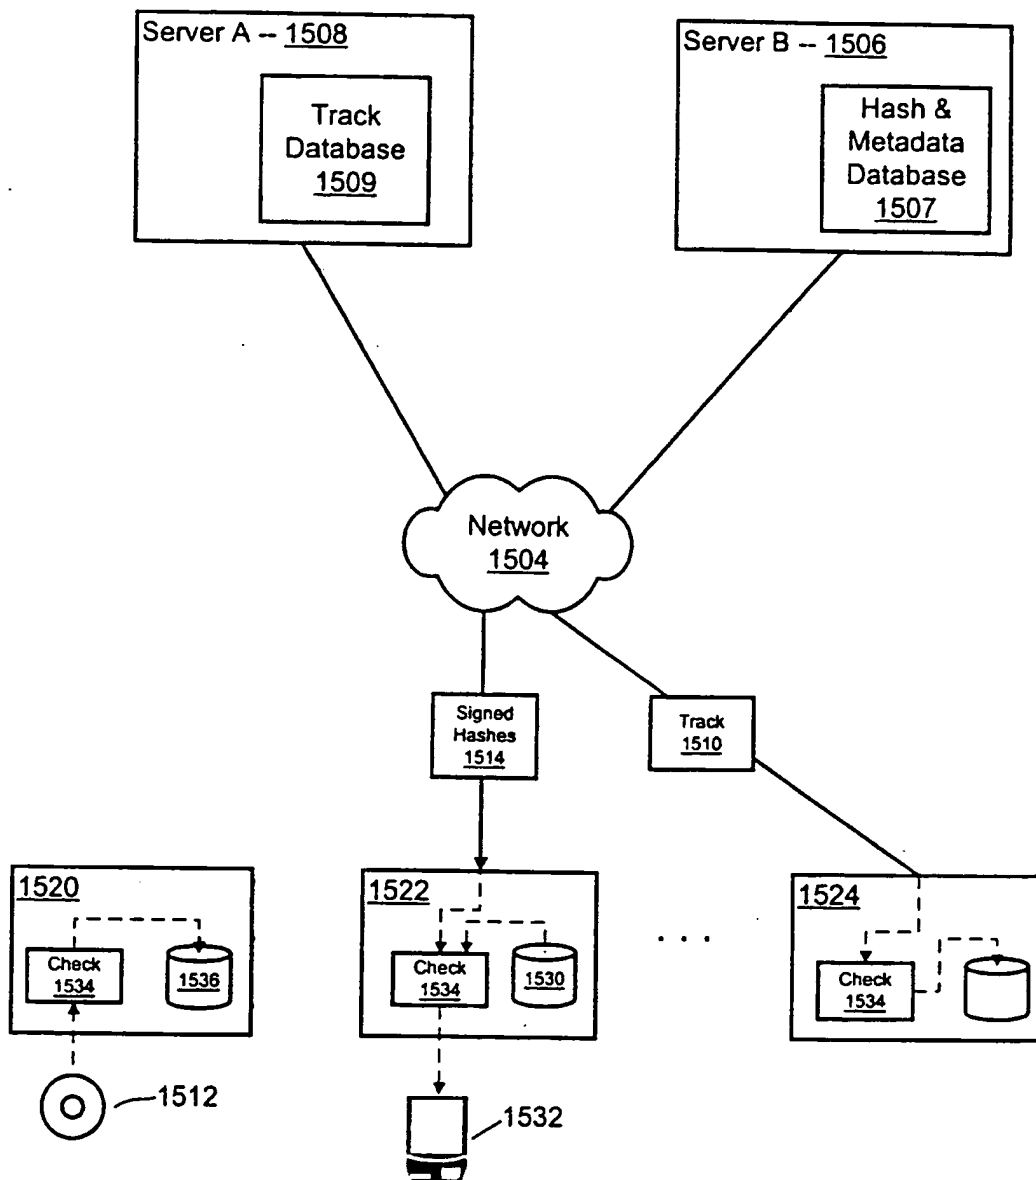 Server A -- 1508
Track
Database
1509
Server B -- 1506
Hash &
Metadata
Database
1507
Network
1504
Signed
Hashes
1514
Track
1510
1520
Check
1534
1536
1512
1522
Check
1534
1530
1532
. . .
1524
Check
1534